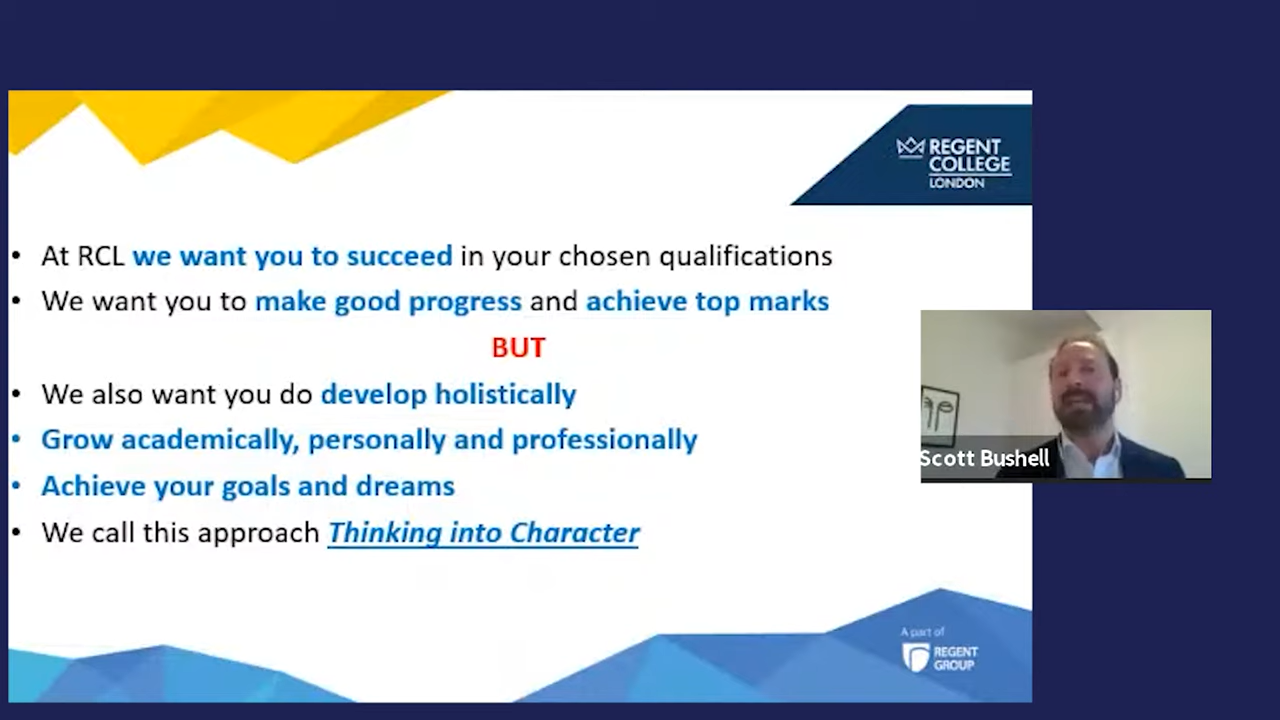 REGENT
COLLEGE
LONDON
• At RCL we want you to succeed in your chosen qualifications
• We want you to make good progress and achieve top marks
BUT
• We also want you do develop holistically
• Grow academically, personally and professionally
• Achieve your goals and dreams
• We call this approach Thinking into Character
Scott Bushell
A part of
REGENT
GROUP